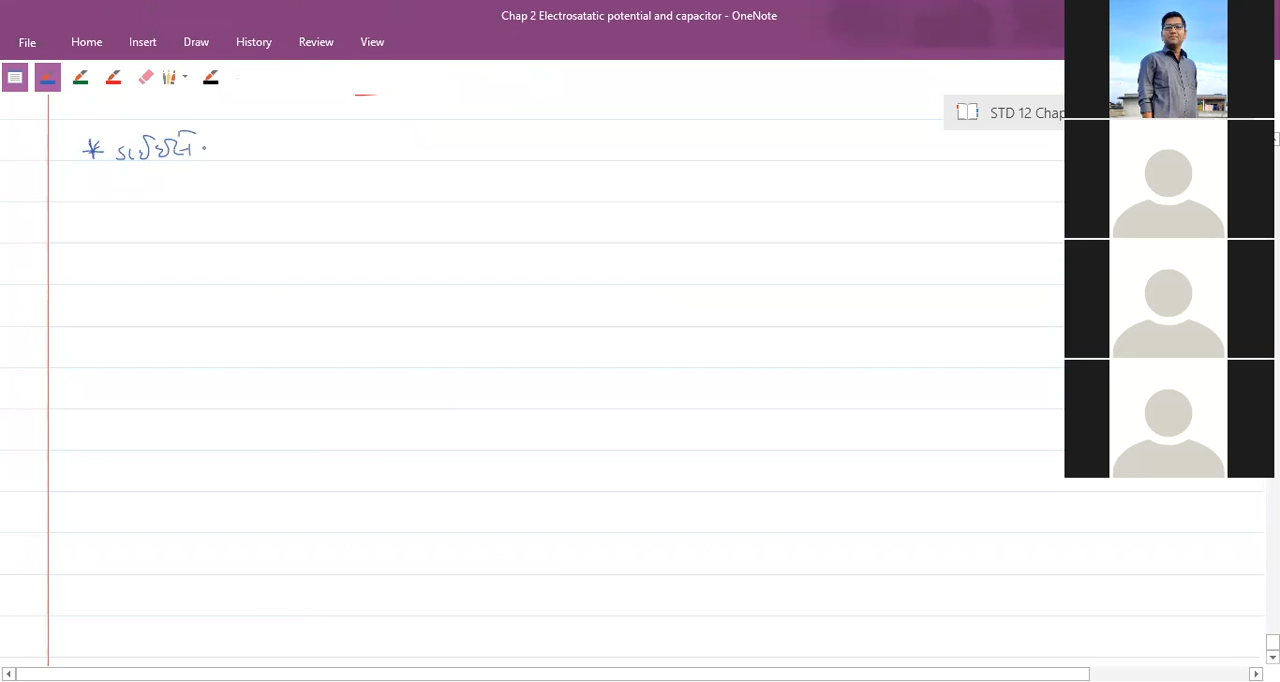 Chap 2 Electrosatatic potential and capacitor - OneNote
File Home Insert Draw History Review View
STD 12 Chap
*